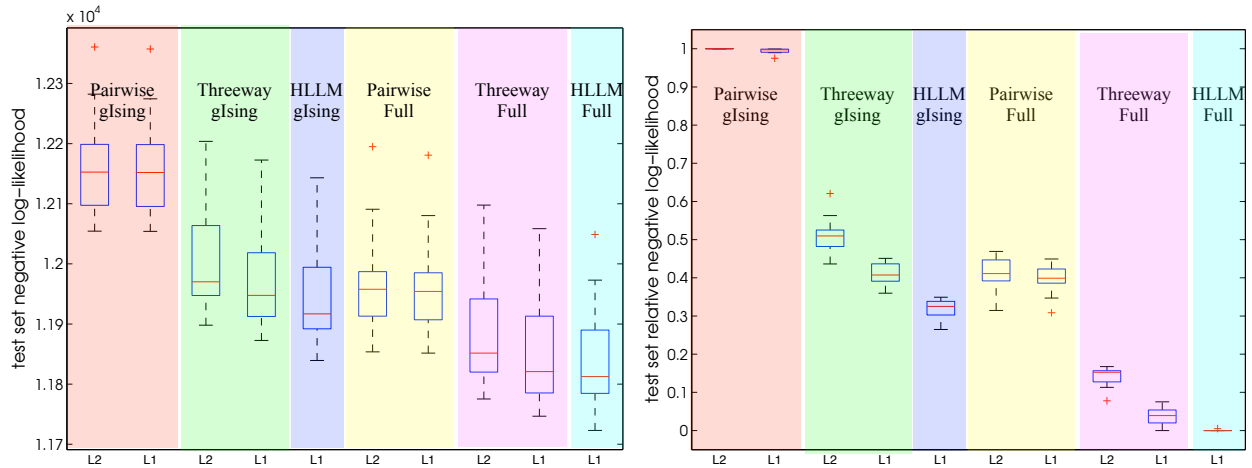 x 10⁴
1.23
1.22
1.21
1.2
1.19
1.18
1.17
test set negative log-likelihood
Pairwise
gIsing
Threeway
gIsing
HLLM
gIsing
Pairwise
Full
Threeway
Full
HLLM
Full
L2
L1
L2
L1
L1
L2
L1
L2
L1
L1
1
0.9
0.8
0.7
0.6
0.5
0.4
0.3
0.2
0.1
0
test set relative negative log-likelihood
Pairwise
gIsing
Threeway
gIsing
HLLM
gIsing
Pairwise
Full
Threeway
Full
HLLM
Full
L2
L1
L2
L1
L1
L2
L1
L2
L1
L1